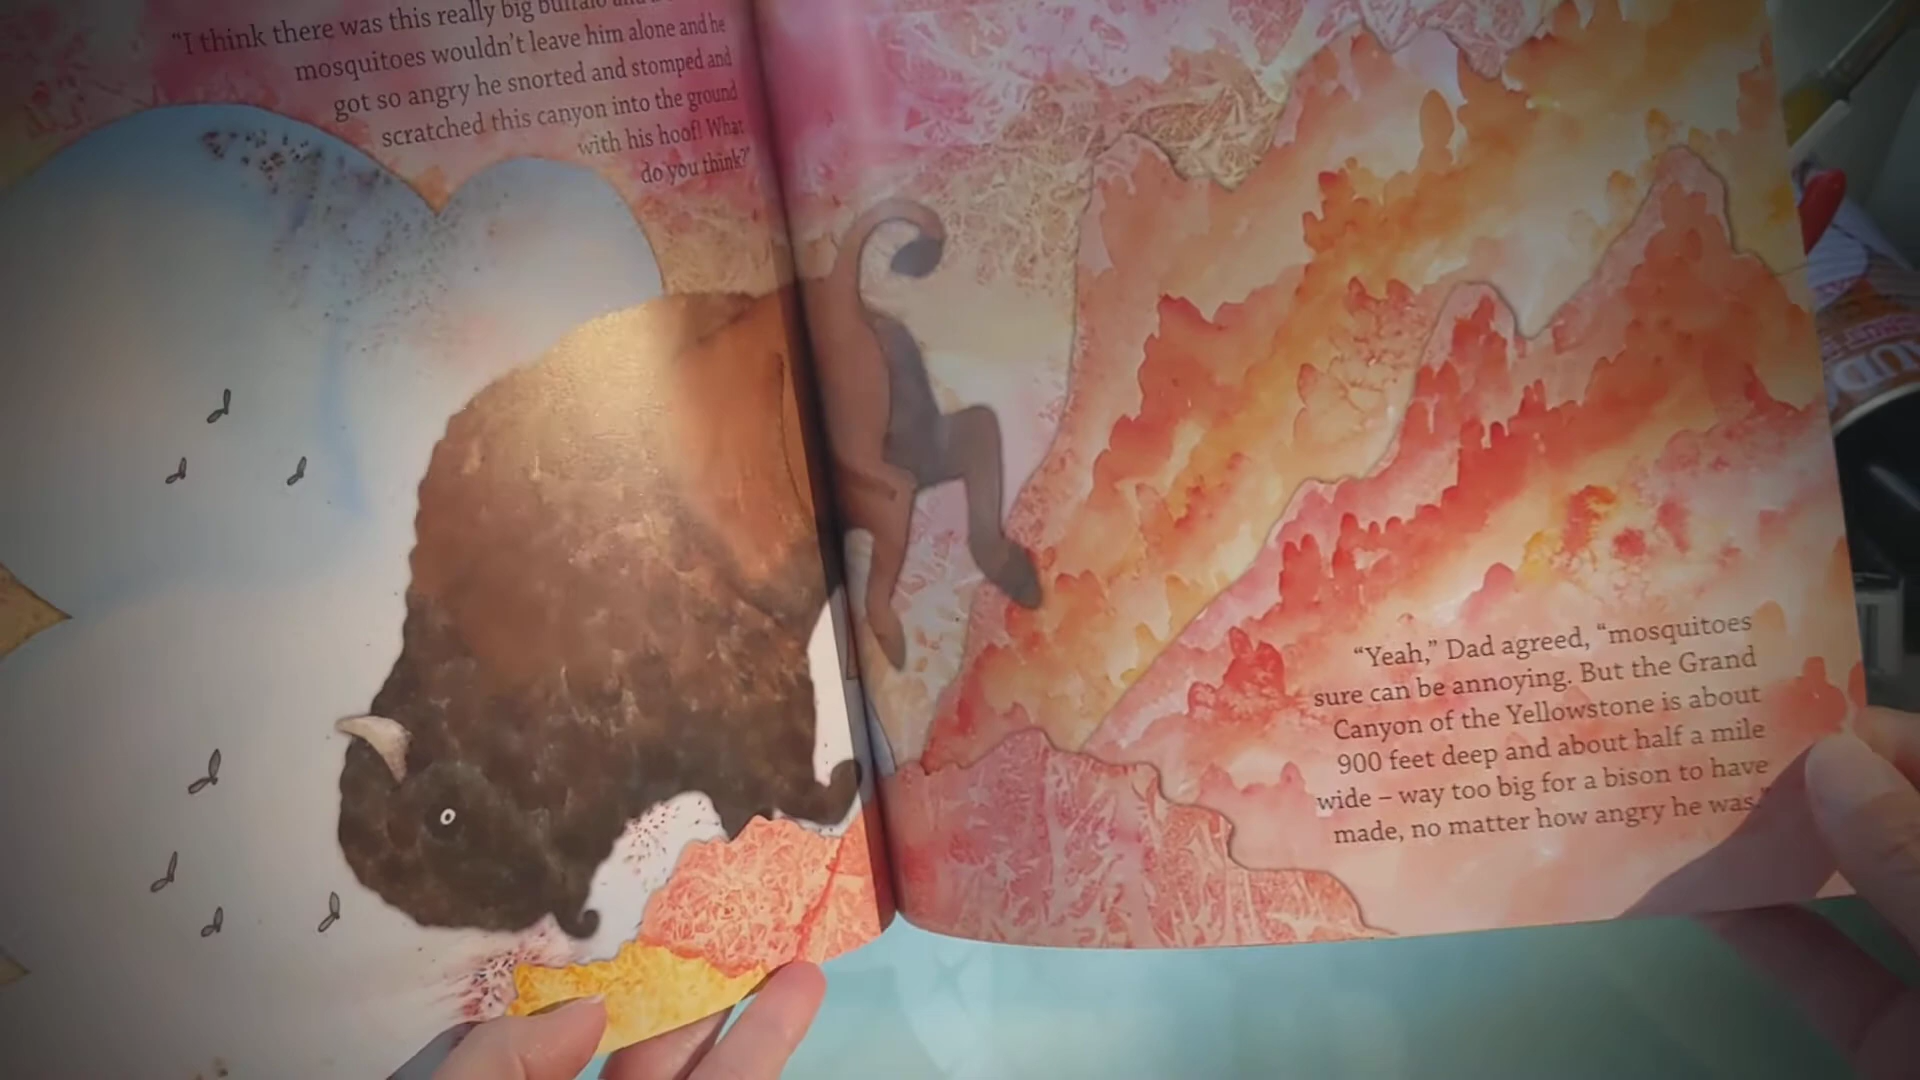 “I think there was this really big buffalo and
mosquitoes wouldn’t leave him alone and he
got so angry he snorted and stomped and
scratched this canyon into the ground
with his hoof! What
do you think?”
“Yeah,” Dad agreed, “mosquitoes
sure can be annoying. But the Grand
Canyon of the Yellowstone is about
900 feet deep and about half a mile
wide – way too big for a bison to have
made, no matter how angry he was.”